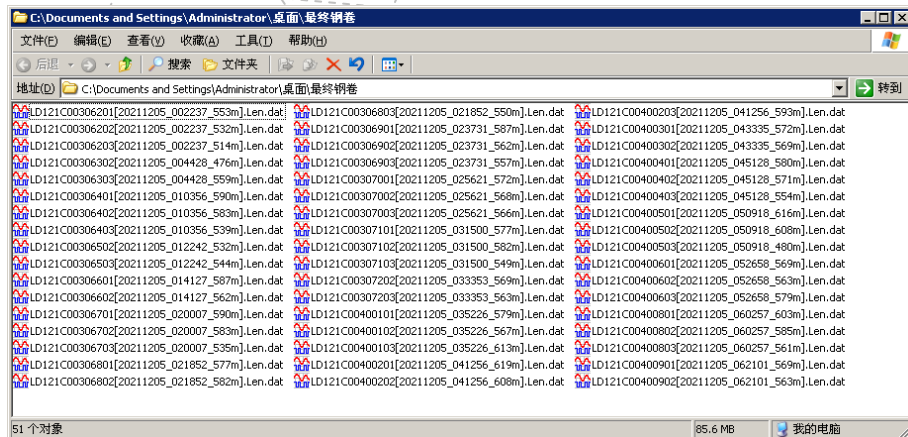 C:\Documents and Settings\Administrator\桌面\最终钢卷
文件(F) 编辑(E) 查看(V) 收藏(A) 工具(T) 帮助(H)
后退 搜索 文件夹
地址(D) C:\Documents and Settings\Administrator\桌面\最终钢卷 转到
LD121C00306201[20211205_002237_553m].Len.dat LD121C00306803[20211205_021852_550m].Len.dat LD121C00400203[20211205_041256_593m].Len.dat
LD121C00306202[20211205_002237_532m].Len.dat LD121C00306901[20211205_023731_587m].Len.dat LD121C00400301[20211205_043335_572m].Len.dat
LD121C00306203[20211205_002237_514m].Len.dat LD121C00306902[20211205_023731_562m].Len.dat LD121C00400302[20211205_043335_569m].Len.dat
LD121C00306302[20211205_004428_476m].Len.dat LD121C00306903[20211205_023731_557m].Len.dat LD121C00400401[20211205_045128_580m].Len.dat
LD121C00306303[20211205_004428_559m].Len.dat LD121C00307001[20211205_025621_572m].Len.dat LD121C00400402[20211205_045128_571m].Len.dat
LD121C00306401[20211205_010356_590m].Len.dat LD121C00307002[20211205_025621_568m].Len.dat LD121C00400403[20211205_045128_554m].Len.dat
LD121C00306402[20211205_010356_583m].Len.dat LD121C00307003[20211205_025621_566m].Len.dat LD121C00400501[20211205_050918_616m].Len.dat
LD121C00306403[20211205_010356_539m].Len.dat LD121C00307101[20211205_031500_577m].Len.dat LD121C00400502[20211205_050918_608m].Len.dat
LD121C00306502[20211205_012242_532m].Len.dat LD121C00307102[20211205_031500_582m].Len.dat LD121C00400503[20211205_050918_480m].Len.dat
LD121C00306503[20211205_012242_544m].Len.dat LD121C00307103[20211205_031500_549m].Len.dat LD121C00400601[20211205_052658_569m].Len.dat
LD121C00306601[20211205_014127_587m].Len.dat LD121C00307202[20211205_033353_569m].Len.dat LD121C00400602[20211205_052658_563m].Len.dat
LD121C00306602[20211205_014127_562m].Len.dat LD121C00307203[20211205_033353_563m].Len.dat LD121C00400603[20211205_052658_579m].Len.dat
LD121C00306701[20211205_020007_590m].Len.dat LD121C00400101[20211205_035226_579m].Len.dat LD121C00400801[20211205_060257_603m].Len.dat
LD121C00306702[20211205_020007_583m].Len.dat LD121C00400102[20211205_035226_567m].Len.dat LD121C00400802[20211205_060257_585m].Len.dat
LD121C00306703[20211205_020007_535m].Len.dat LD121C00400103[20211205_035226_613m].Len.dat LD121C00400803[20211205_060257_561m].Len.dat
LD121C00306801[20211205_021852_577m].Len.dat LD121C00400201[20211205_041256_619m].Len.dat LD121C00400901[20211205_062101_569m].Len.dat
LD121C00306802[20211205_021852_582m].Len.dat LD121C00400202[20211205_041256_608m].Len.dat LD121C00400902[20211205_062101_563m].Len.dat
51 个对象 85.6 MB 我的电脑